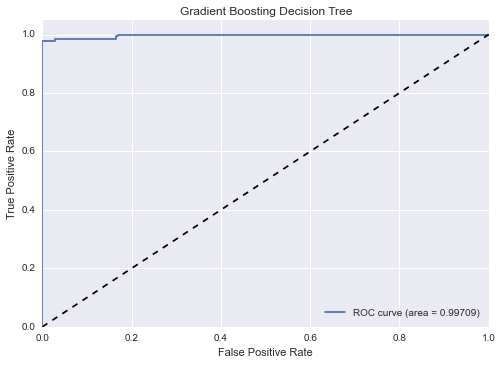 Gradient Boosting Decision Tree
True Positive Rate
1.0
0.8
0.6
0.4
0.2
0.0
ROC curve (area = 0.99709)
0.0 0.2 0.4 0.6 0.8 1.0
False Positive Rate